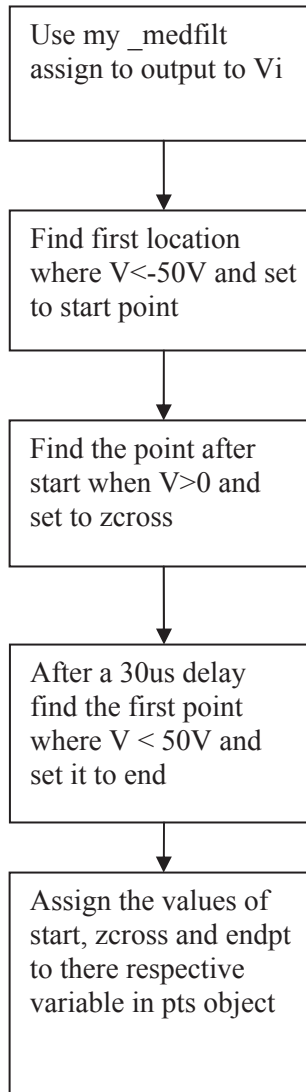 Use my _medfilt
assign to output to Vi
Find first location
where V<-50V and set
to start point
Find the point after
start when V>0 and
set to zcross
After a 30us delay
find the first point
where V < 50V and
set it to end
Assign the values of
start, zcross and endpt
to there respective
variable in pts object